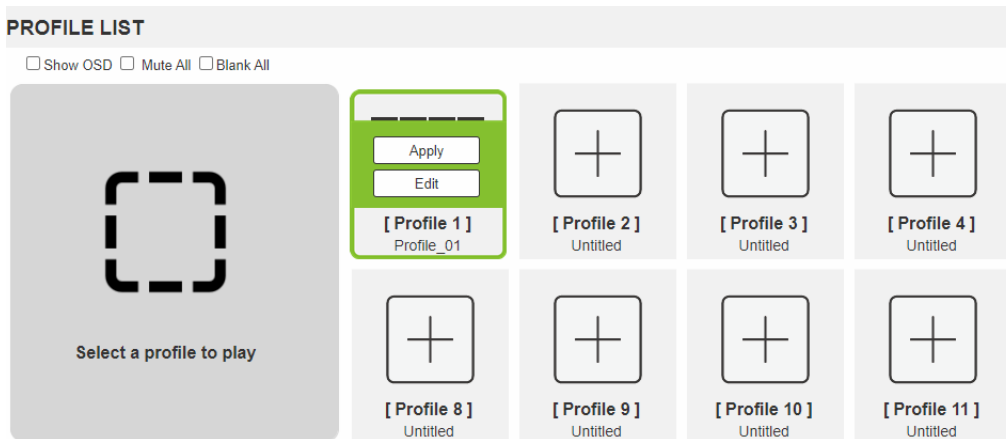 PROFILE LIST
Show OSD Mute All Blank All
Select a profile to play
Apply
Edit
[ Profile 1 ]
Profile_01
[ Profile 2 ]
Untitled
[ Profile 3 ]
Untitled
[ Profile 4 ]
Untitled
[ Profile 8 ]
Untitled
[ Profile 9 ]
Untitled
[ Profile 10 ]
Untitled
[ Profile 11 ]
Untitled